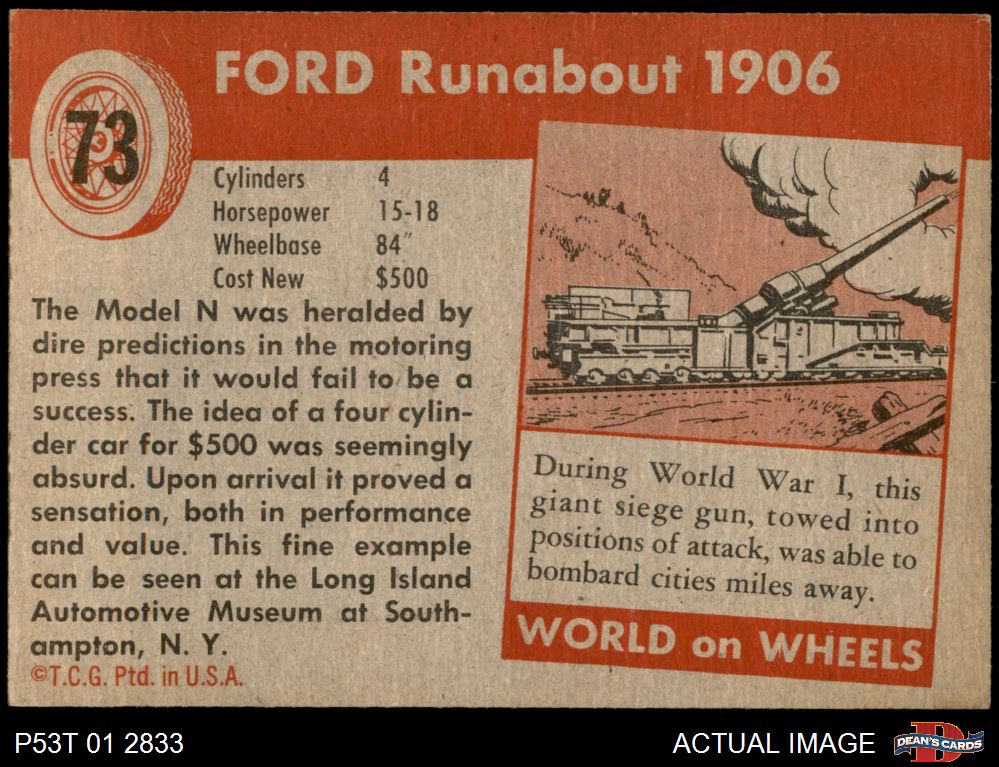 73
FORD Runabout 1906
Cylinders 4
Horsepower 15-18
Wheelbase 84"
Cost New $500
The Model N was heralded by
dire predictions in the motoring
press that it would fail to be a
success. The idea of a four cylin-
der car for $500 was seemingly
absurd. Upon arrival it proved a
sensation, both in performance
and value. This fine example
can be seen at the Long Island
Automotive Museum at South-
ampton, N. Y.
©T.C.G. Ptd. in U.S.A.
During World War I, this
giant siege gun, towed into
positions of attack, was able to
bombard cities miles away.
WORLD on WHEELS
P53T 01 2833
ACTUAL IMAGE
D
DEAN'S CARDS